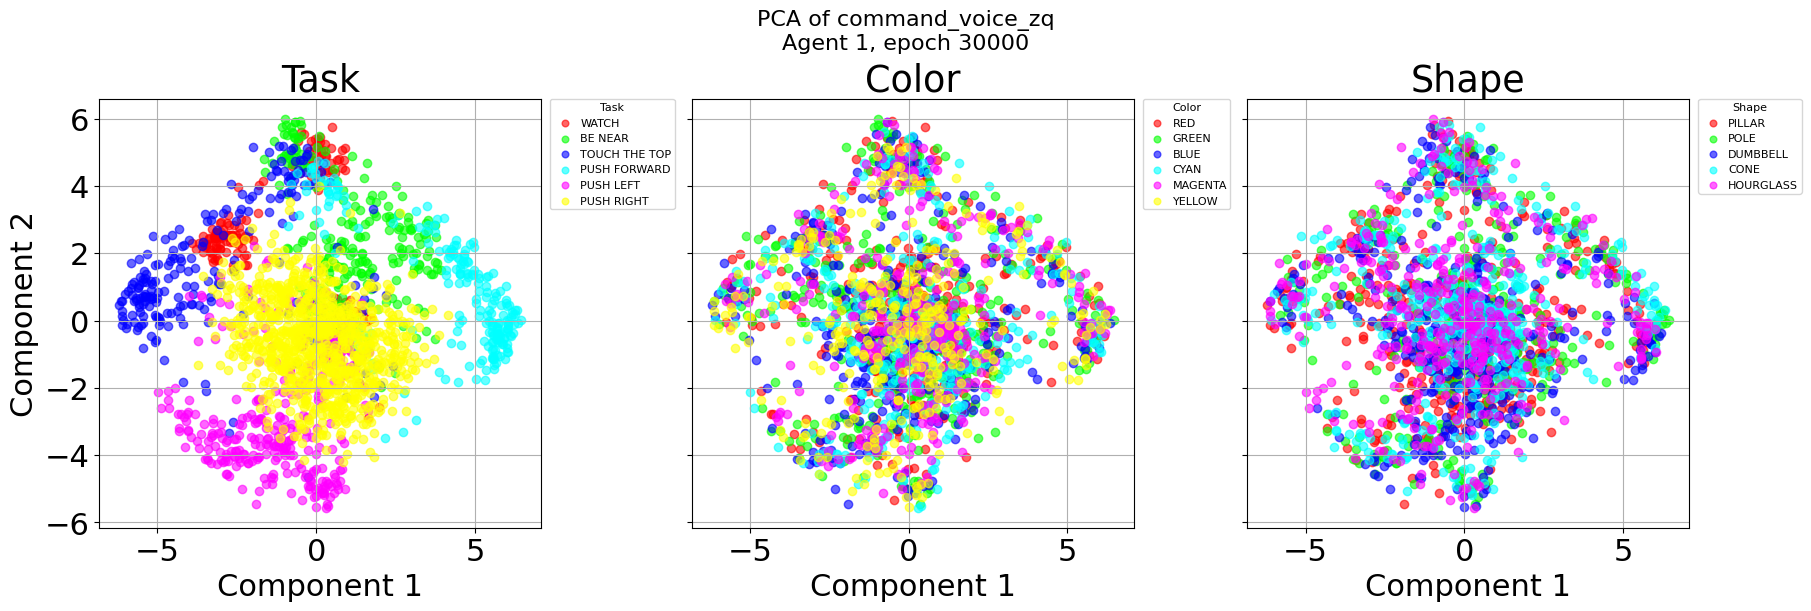 PCA of command_voice_zq
Agent 1, epoch 30000
Task
Color
Shape
Task
WATCH
BE NEAR
TOUCH THE TOP
PUSH FORWARD
PUSH LEFT
PUSH RIGHT
Color
RED
GREEN
BLUE
CYAN
MAGENTA
YELLOW
Shape
PILLAR
POLE
DUMBBELL
CONE
HOURGLASS
Component 2
6
4
2
0
−2
−4
−6
−5 0 5
−5 0 5
−5 0 5
Component 1
Component 1
Component 1